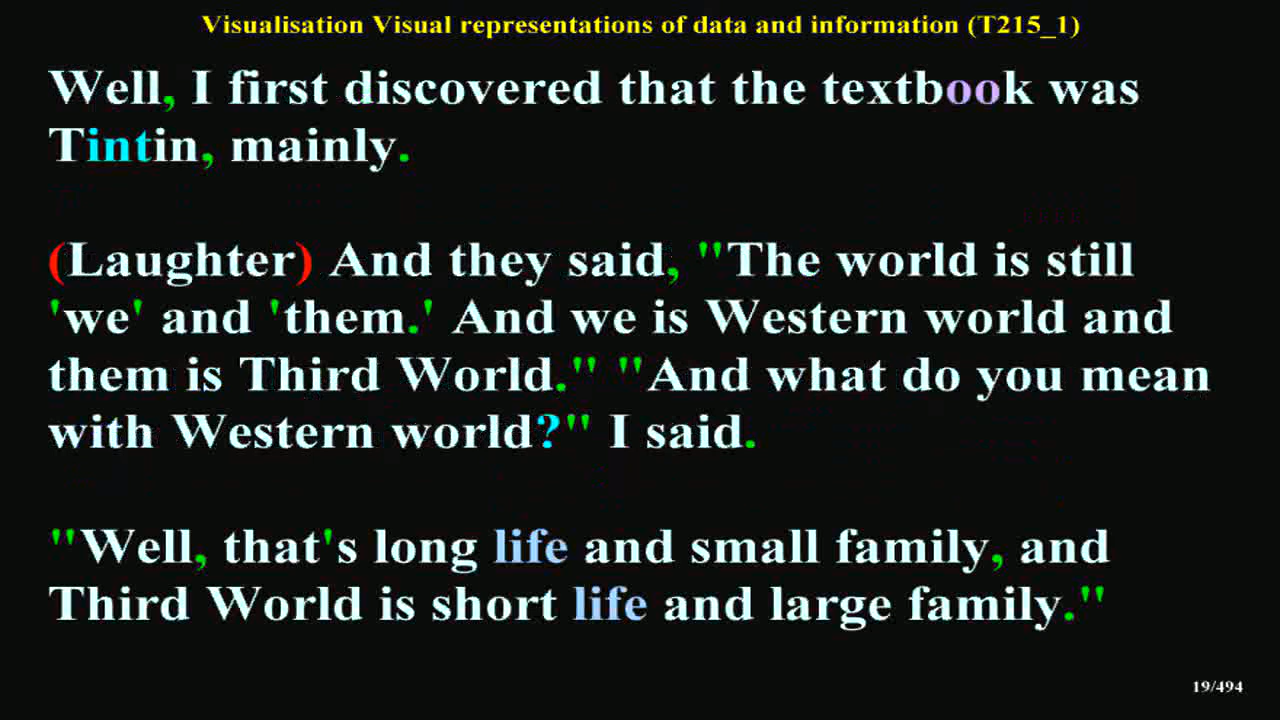 Visualisation Visual representations of data and information (T215_1)
Well, I first discovered that the textbook was
Tintin, mainly.
(Laughter) And they said, "The world is still
'we' and 'them.' And we is Western world and
them is Third World." "And what do you mean
with Western world?" I said.
"Well, that's long life and small family, and
Third World is short life and large family."
19/494